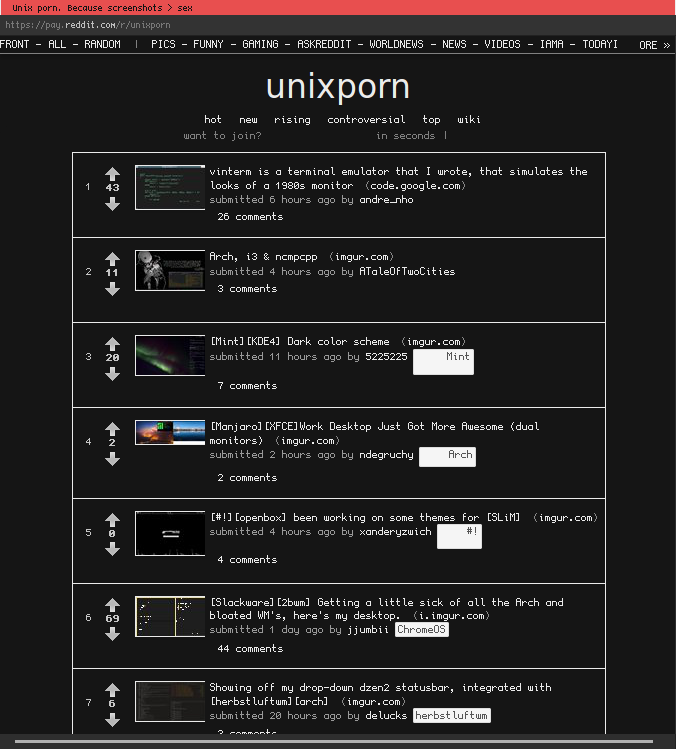 Unix porn. Because screenshots > sex
https://pay.reddit.com/r/unixporn
FRONT - ALL - RANDOM | PICS - FUNNY - GAMING - ASKREDDIT - WORLDNEWS - NEWS - VIDEOS - IAMA - TODAYI ORE »
unixporn
hot new rising controversial top wiki
want to join? in seconds |
1
43
vinterm is a terminal emulator that I wrote, that simulates the
looks of a 1980s monitor (code.google.com)
submitted 6 hours ago by andre_nho
26 comments
2
11
Arch, i3 & ncmpcpp (imgur.com)
submitted 4 hours ago by ATaleOfTwoCities
3 comments
3
20
[Mint][KDE4] Dark color scheme (imgur.com)
submitted 11 hours ago by 5225225 Mint
7 comments
4
2
[Manjaro][XFCE]Work Desktop Just Got More Awesome (dual
monitors) (imgur.com)
submitted 2 hours ago by ndegruchy Arch
2 comments
5
0
[#!][openbox] been working on some themes for [SLiM] (imgur.com)
submitted 4 hours ago by xanderyzwich #!
4 comments
6
69
[Slackware][2bwm] Getting a little sick of all the Arch and
bloated WM's, here's my desktop. (i.imgur.com)
submitted 1 day ago by jjumbii ChromeOS
44 comments
7
6
Showing off my drop-down dzen2 statusbar, integrated with
[herbstluftwm][arch] (imgur.com)
submitted 20 hours ago by delucks herbstluftwm
comments